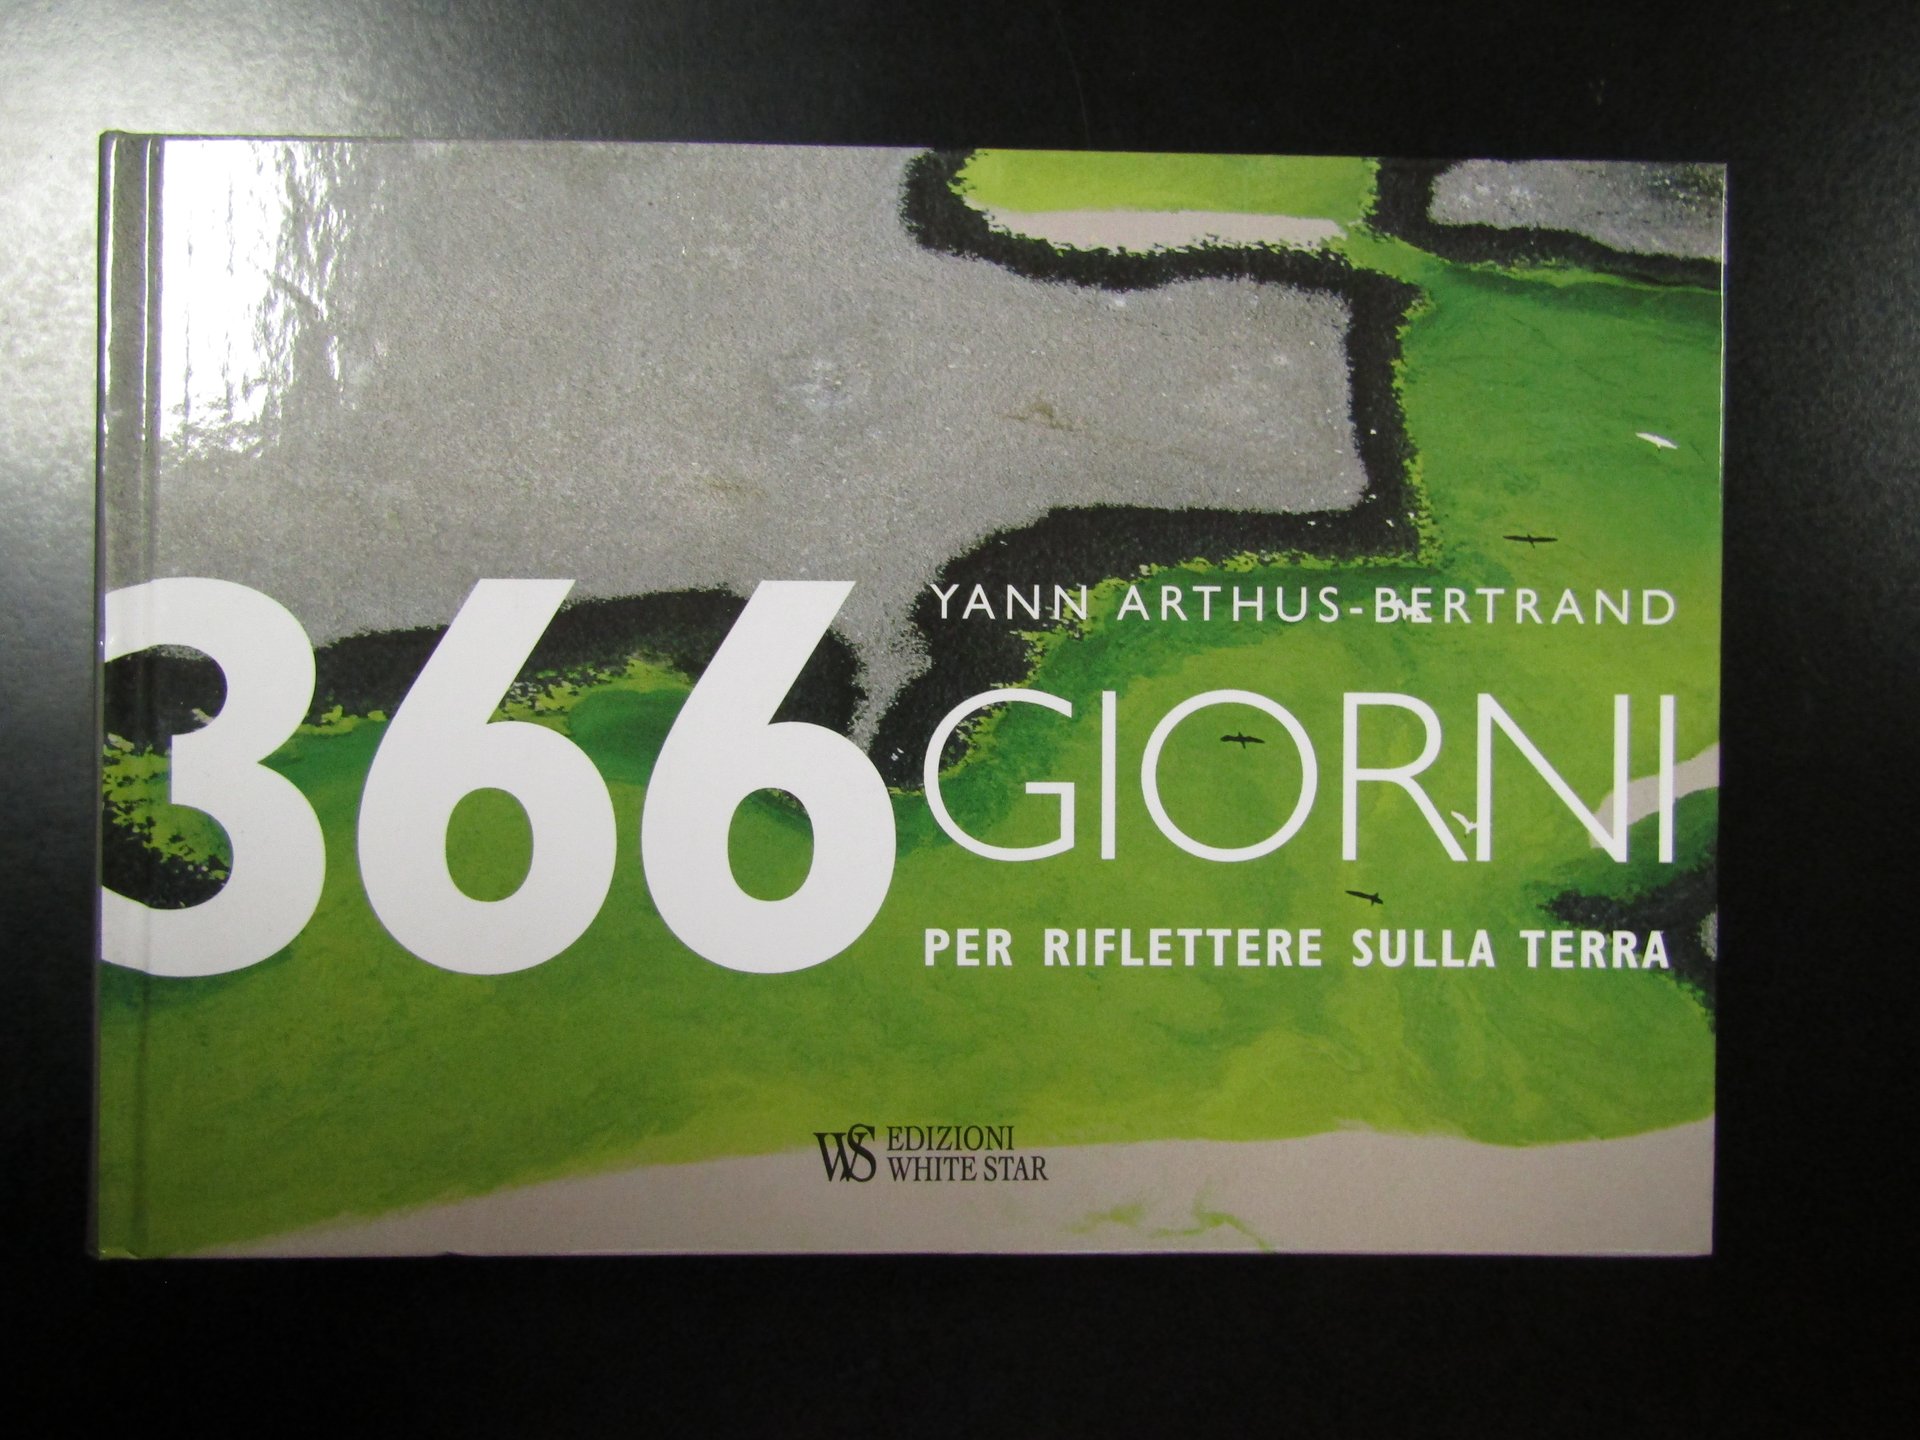 YANN ARTHUS-BERTRAND
366 GIORNI
PER RIFLETTERE SULLA TERRA
WS EDIZIONI
WHITE STAR